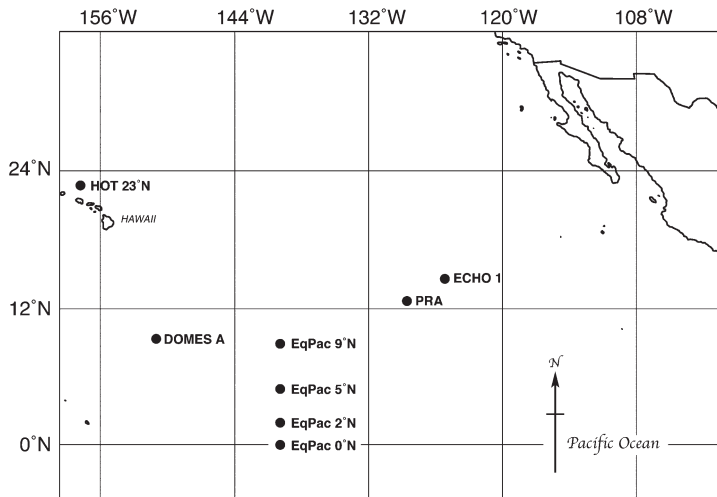 156°W 144°W 132°W 120°W 108°W
24°N
HOT 23°N
HAWAII
ECHO 1
PRA
12°N
DOMES A
EqPac 9°N
N
EqPac 5°N
EqPac 2°N
0°N
EqPac 0°N
Pacific Ocean